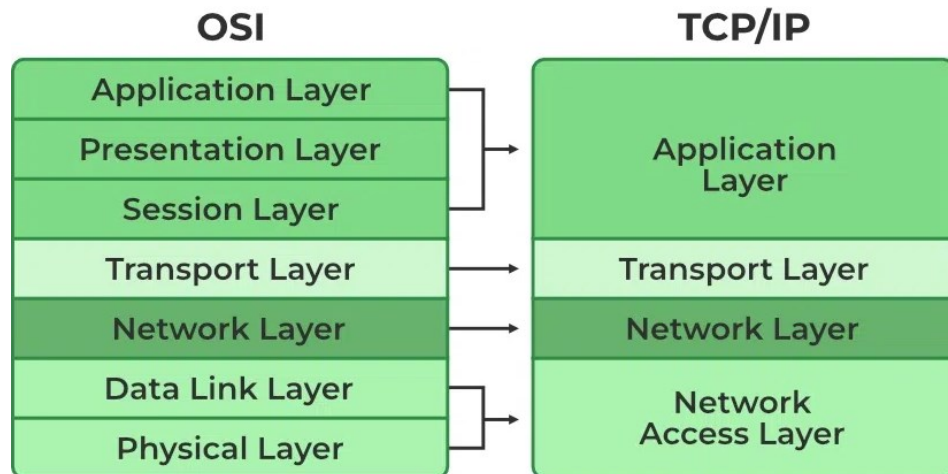 OSI
TCP/IP
Application Layer
Presentation Layer
Session Layer
Transport Layer
Network Layer
Data Link Layer
Physical Layer
Application
Layer
Transport Layer
Network Layer
Network
Access Layer